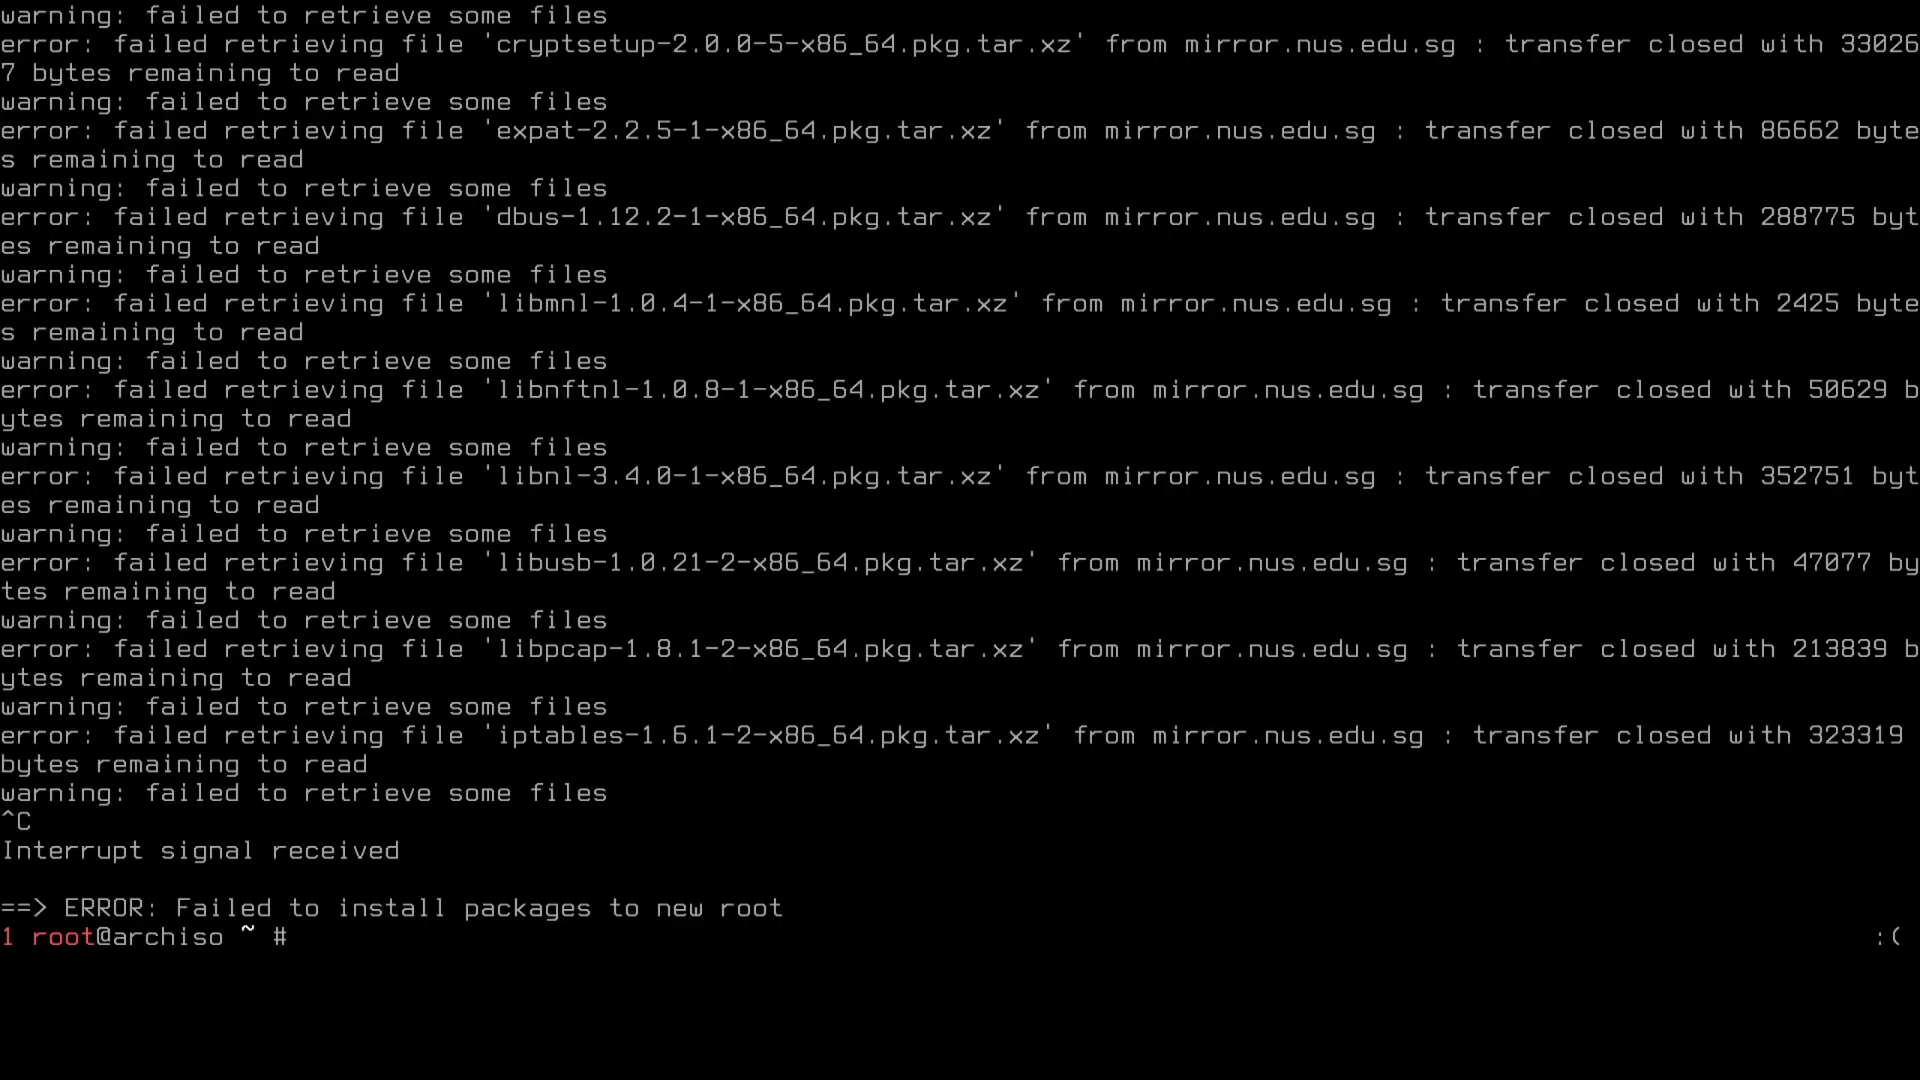 warning: failed to retrieve some files
error: failed retrieving file 'cryptsetup-2.0.0-5-x86_64.pkg.tar.xz' from mirror.nus.edu.sg : transfer closed with 33026
7 bytes remaining to read
warning: failed to retrieve some files
error: failed retrieving file 'expat-2.2.5-1-x86_64.pkg.tar.xz' from mirror.nus.edu.sg : transfer closed with 86662 byte
s remaining to read
warning: failed to retrieve some files
error: failed retrieving file 'dbus-1.12.2-1-x86_64.pkg.tar.xz' from mirror.nus.edu.sg : transfer closed with 288775 byt
es remaining to read
warning: failed to retrieve some files
error: failed retrieving file 'libmnl-1.0.4-1-x86_64.pkg.tar.xz' from mirror.nus.edu.sg : transfer closed with 2425 byte
s remaining to read
warning: failed to retrieve some files
error: failed retrieving file 'libnftnl-1.0.8-1-x86_64.pkg.tar.xz' from mirror.nus.edu.sg : transfer closed with 50629 b
ytes remaining to read
warning: failed to retrieve some files
error: failed retrieving file 'libnl-3.4.0-1-x86_64.pkg.tar.xz' from mirror.nus.edu.sg : transfer closed with 352751 byt
es remaining to read
warning: failed to retrieve some files
error: failed retrieving file 'libusb-1.0.21-2-x86_64.pkg.tar.xz' from mirror.nus.edu.sg : transfer closed with 47077 by
tes remaining to read
warning: failed to retrieve some files
error: failed retrieving file 'libpcap-1.8.1-2-x86_64.pkg.tar.xz' from mirror.nus.edu.sg : transfer closed with 213839 b
ytes remaining to read
warning: failed to retrieve some files
error: failed retrieving file 'iptables-1.6.1-2-x86_64.pkg.tar.xz' from mirror.nus.edu.sg : transfer closed with 323319
bytes remaining to read
warning: failed to retrieve some files
^C
Interrupt signal received
==> ERROR: Failed to install packages to new root
1 root@archiso ~ # :(